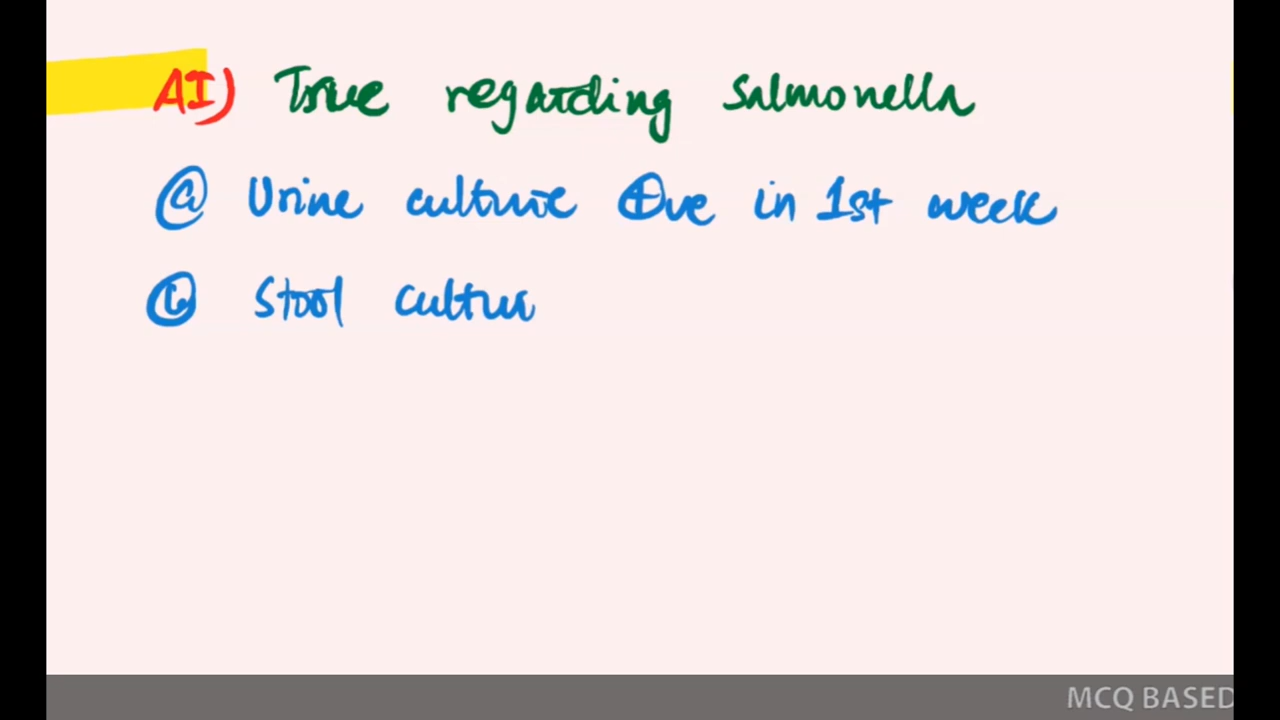 AI) True regarding Salmonella
ⓐ Urine culture ⊕ve in 1st week
ⓑ Stool cultur
MCQ BASED